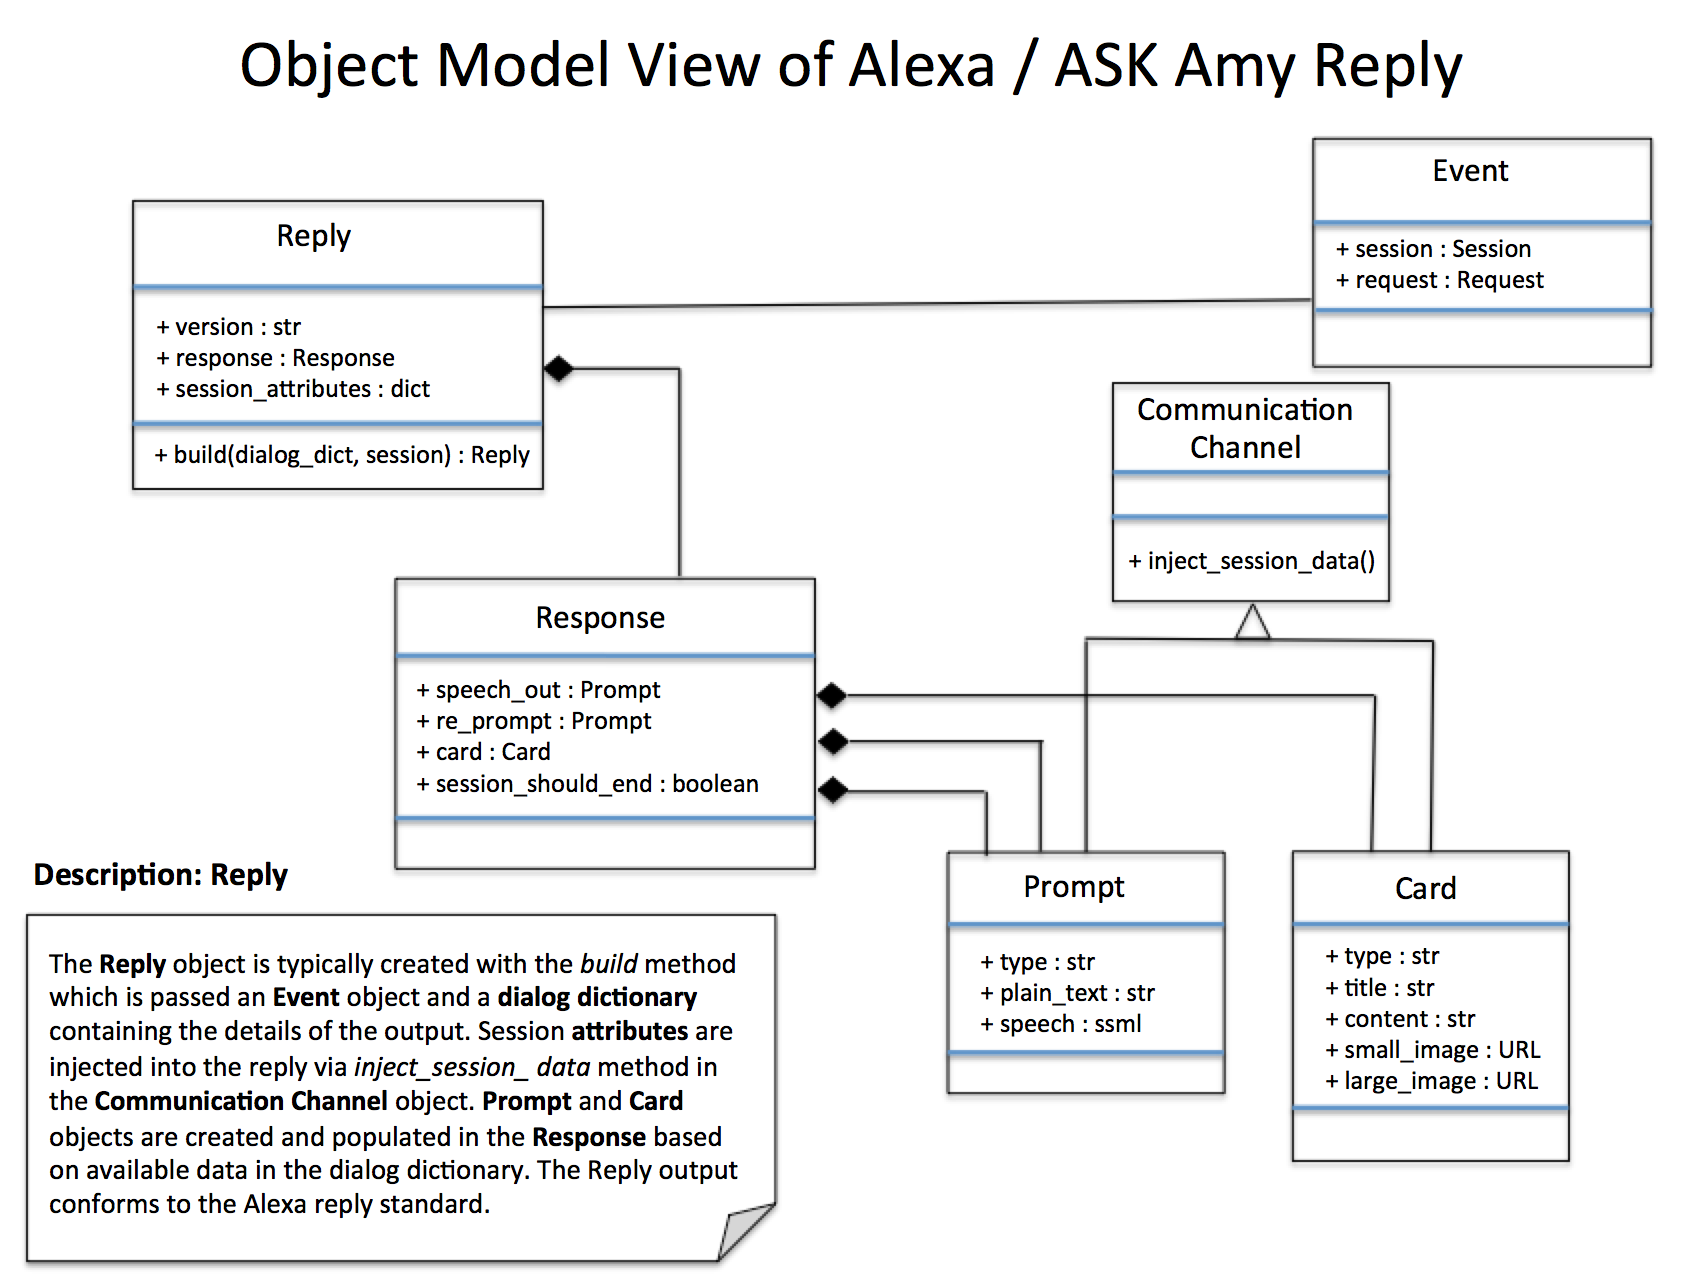 Object Model View of Alexa / ASK Amy Reply
Event
+ session : Session
+ request : Request
Reply
+ version : str
+ response : Response
+ session_attributes : dict
+ build(dialog_dict, session) : Reply
Communication
Channel
+ inject_session_data()
Response
+ speech_out : Prompt
+ re_prompt : Prompt
+ card : Card
+ session_should_end : boolean
Prompt
+ type : str
+ plain_text : str
+ speech : ssml
Card
+ type : str
+ title : str
+ content : str
+ small_image : URL
+ large_image : URL
Description: Reply
The Reply object is typically created with the build method
which is passed an Event object and a dialog dictionary
containing the details of the output. Session attributes are
injected into the reply via inject_session_ data method in
the Communication Channel object. Prompt and Card
objects are created and populated in the Response based
on available data in the dialog dictionary. The Reply output
conforms to the Alexa reply standard.